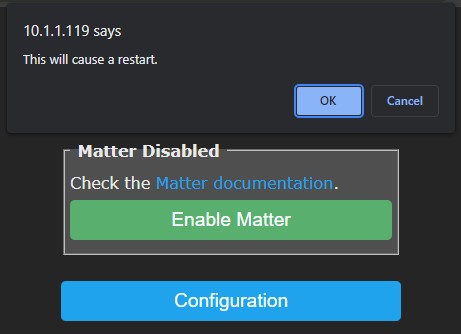 10.1.1.119 says
This will cause a restart.
OK
Cancel
Matter Disabled
Check the Matter documentation.
Enable Matter
Configuration